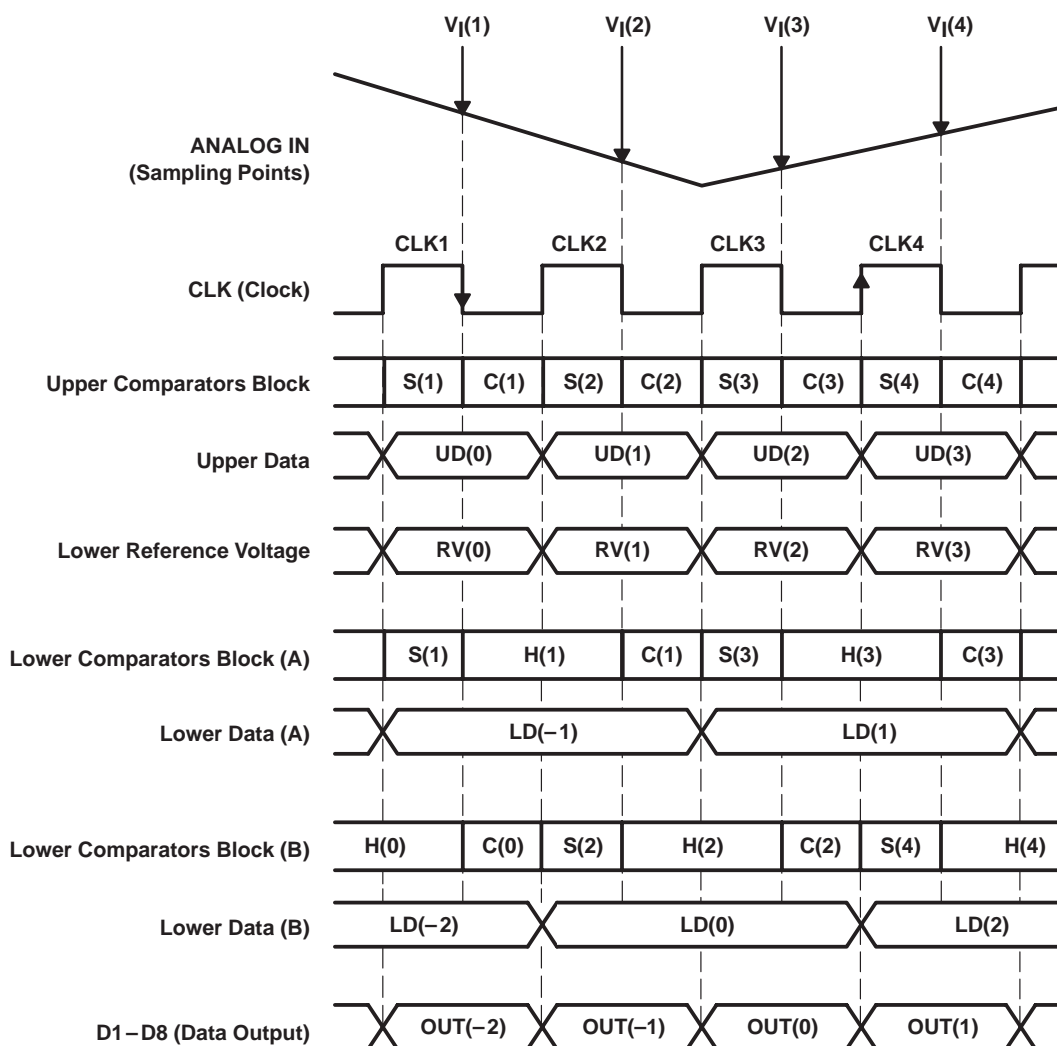 VI(1) VI(2) VI(3) VI(4)
ANALOG IN
(Sampling Points)
CLK1 CLK2 CLK3 CLK4
CLK (Clock)
Upper Comparators Block S(1) C(1) S(2) C(2) S(3) C(3) S(4) C(4)
Upper Data UD(0) UD(1) UD(2) UD(3)
Lower Reference Voltage RV(0) RV(1) RV(2) RV(3)
Lower Comparators Block (A) S(1) H(1) C(1) S(3) H(3) C(3)
Lower Data (A) LD(−1) LD(1)
Lower Comparators Block (B) H(0) C(0) S(2) H(2) C(2) S(4) H(4)
Lower Data (B) LD(−2) LD(0) LD(2)
D1–D8 (Data Output) OUT(−2) OUT(−1) OUT(0) OUT(1)